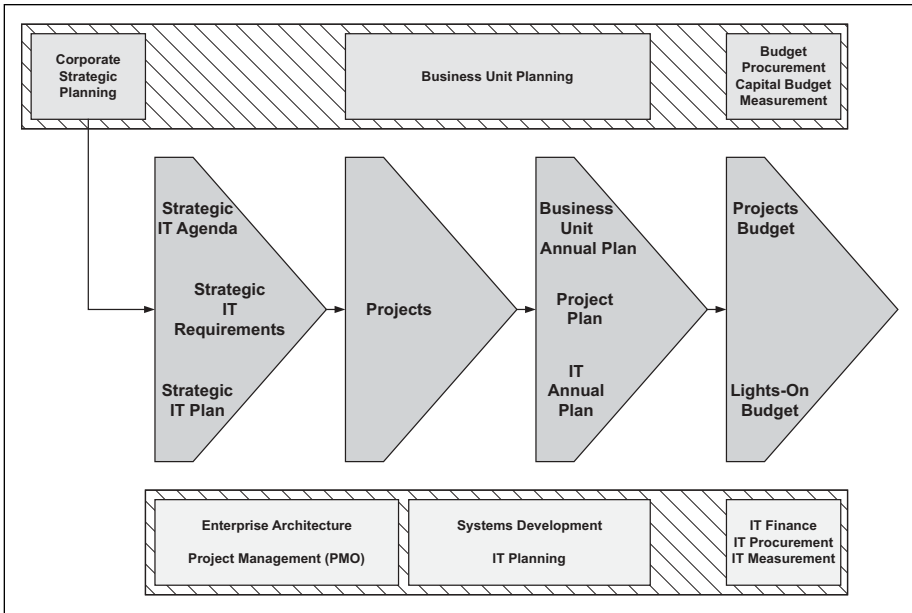 Corporate
Strategic
Planning
Business Unit Planning
Budget
Procurement
Capital Budget
Measurement
Strategic
IT Agenda
Strategic
IT
Requirements
Strategic
IT Plan
Projects
Business
Unit
Annual Plan
Project
Plan
IT
Annual
Plan
Projects
Budget
Lights-On
Budget
Enterprise Architecture
Project Management (PMO)
Systems Development
IT Planning
IT Finance
IT Procurement
IT Measurement